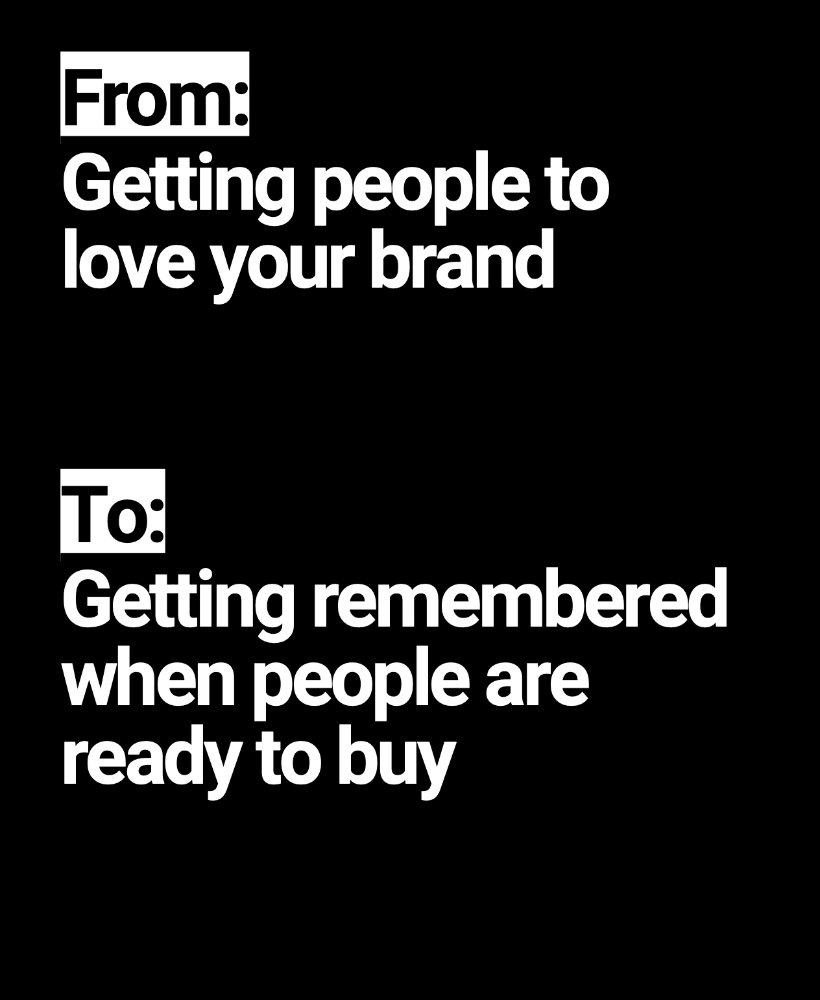 From:
Getting people to
love your brand
To:
Getting remembered
when people are
ready to buy